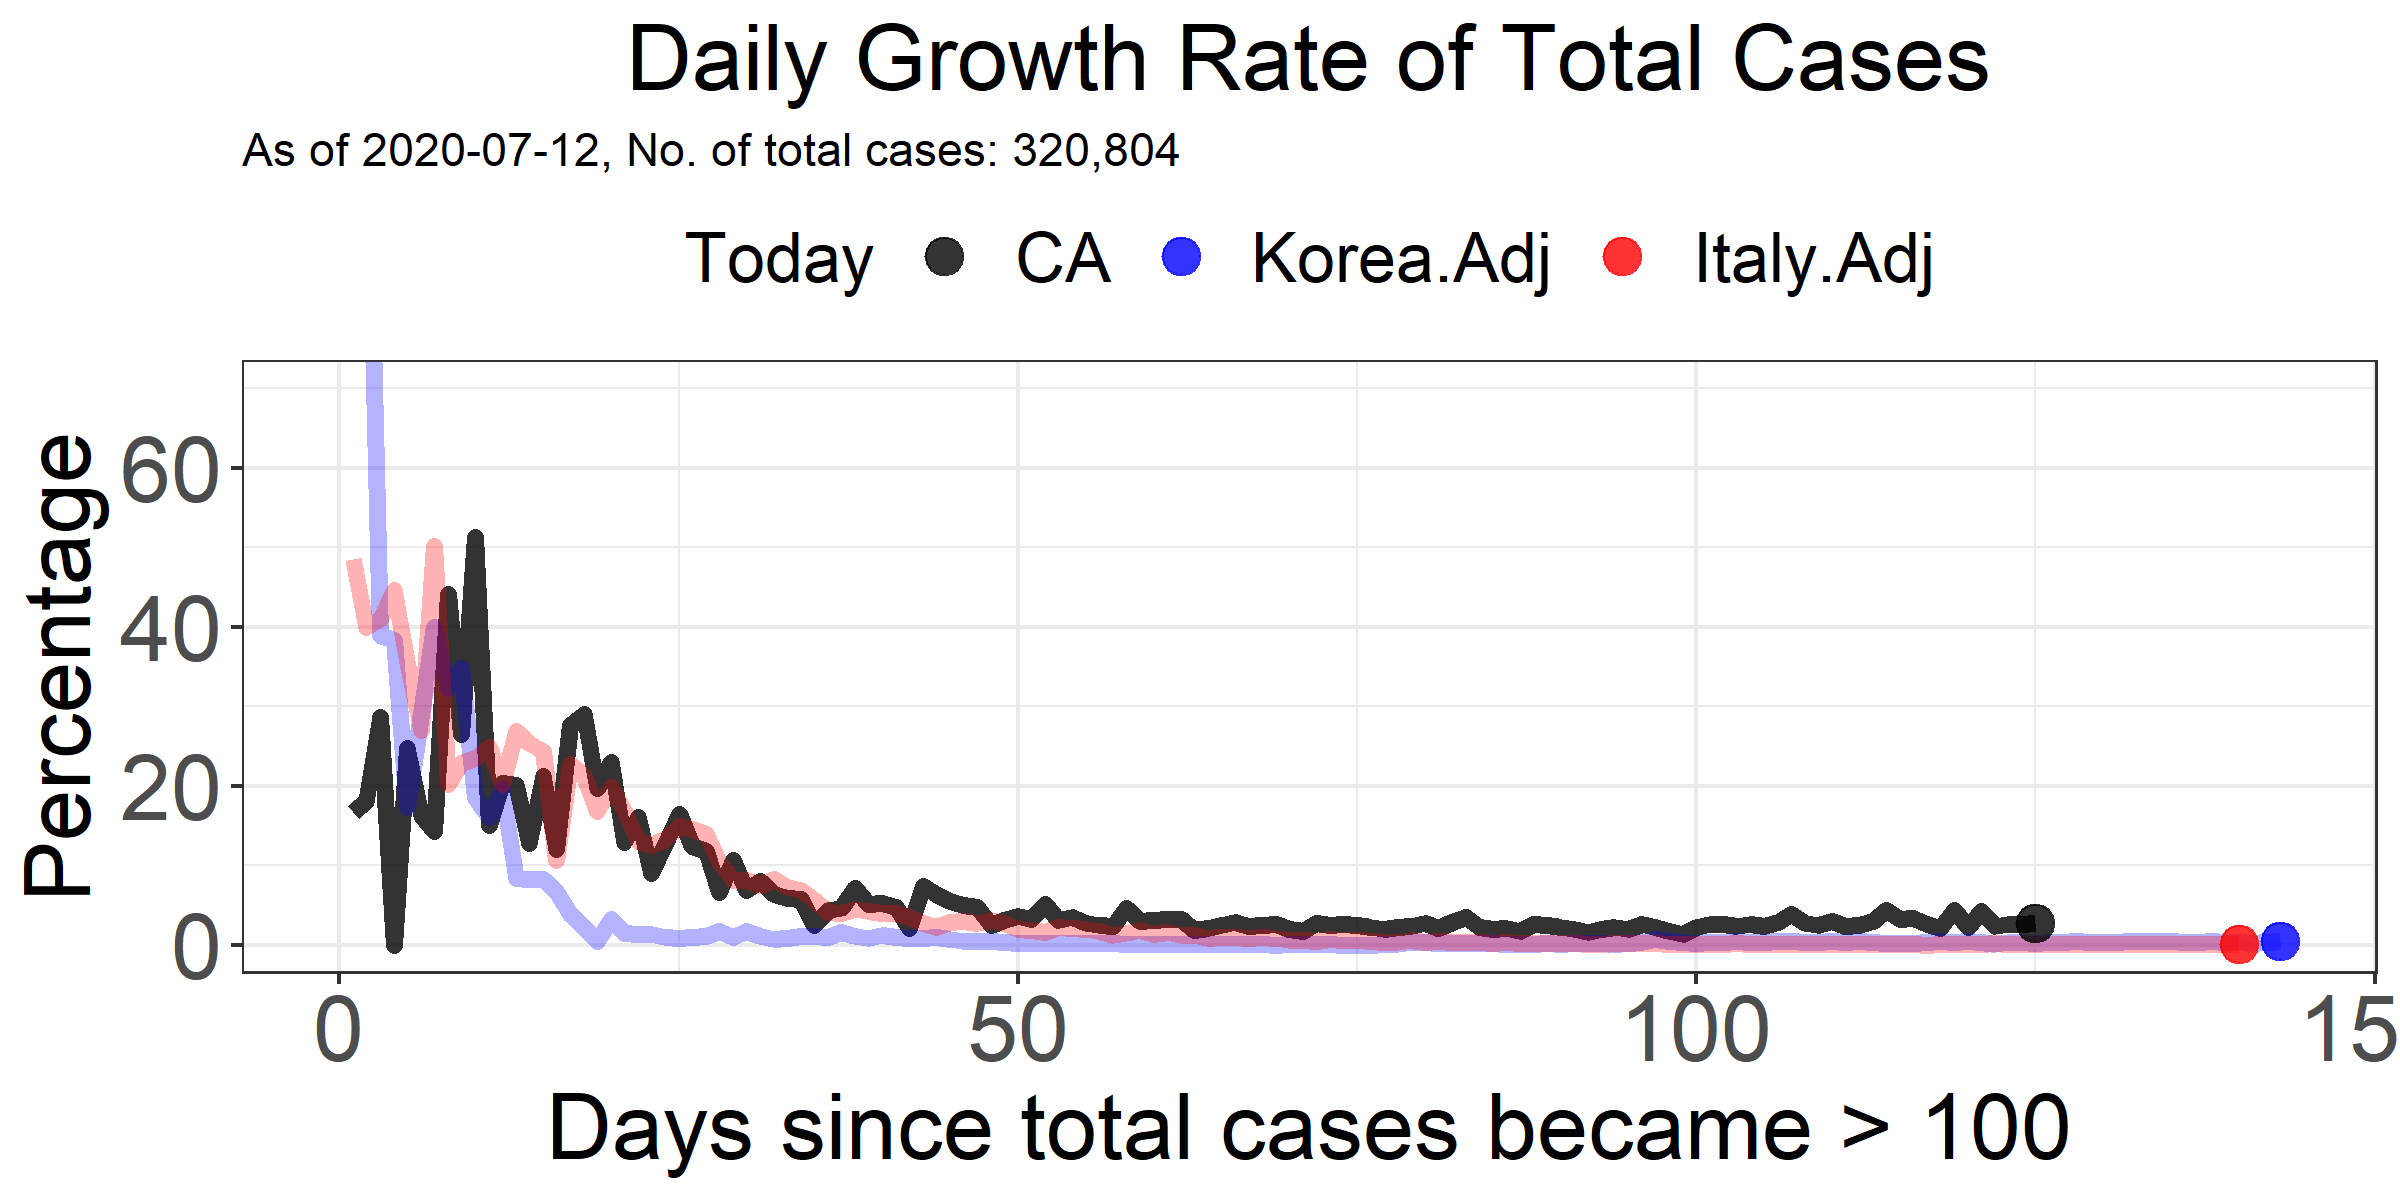 Daily Growth Rate of Total Cases
As of 2020-07-12, No. of total cases: 320,804
Today CA Korea.Adj Italy.Adj
Percentage
60
40
20
0
0 50 100 15
Days since total cases became > 100